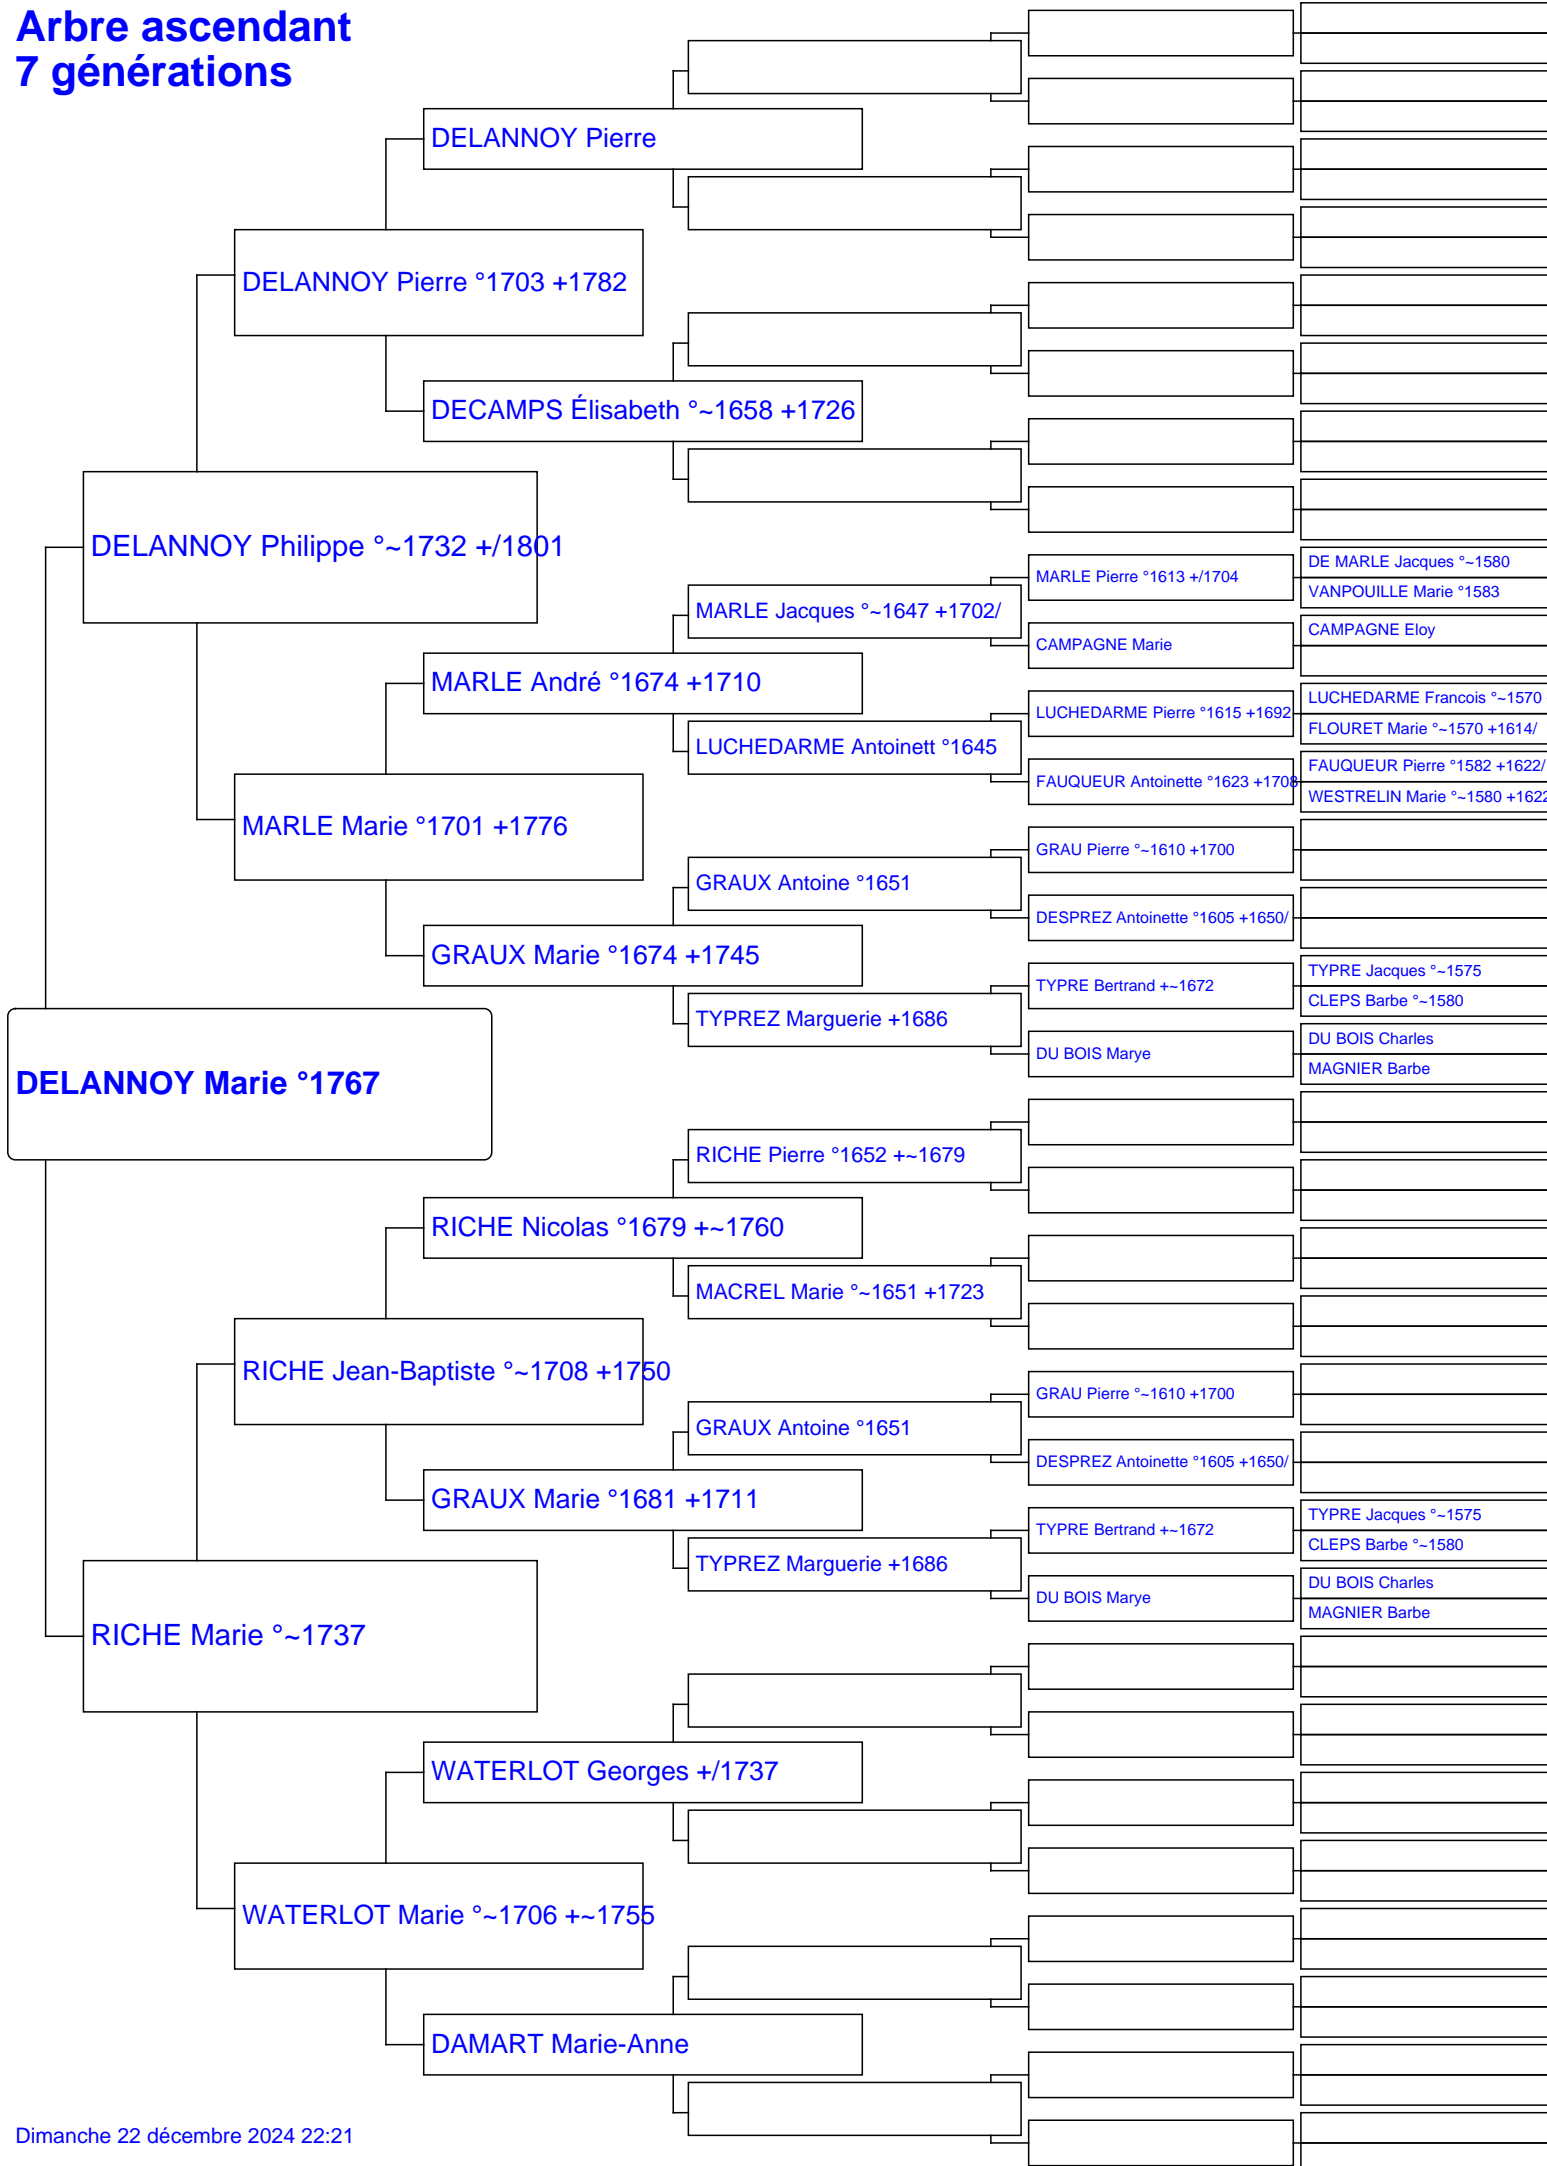 Arbre ascendant
7 générations
DELANNOY Pierre
DELANNOY Pierre °1703 +1782
DECAMPS Élisabeth °~1658 +1726
DELANNOY Philippe °~1732 +/1801
DE MARLE Jacques °~1580
MARLE Pierre °1613 +/1704
VANPOUILLE Marie °1583
MARLE Jacques °~1647 +1702/
CAMPAGNE Eloy
CAMPAGNE Marie
MARLE André °1674 +1710
LUCHEDARME Francois °~1570
LUCHEDARME Pierre °1615 +1692
FLOURET Marie °~1570 +1614/
LUCHEDARME Antoinett °1645
FAUQUEUR Pierre °1582 +1622/
FAUQUEUR Antoinette °1623 +1708
WESTRELIN Marie °~1580 +1622
MARLE Marie °1701 +1776
GRAU Pierre °~1610 +1700
GRAUX Antoine °1651
DESPREZ Antoinette °1605 +1650/
GRAUX Marie °1674 +1745
TYPRE Jacques °~1575
TYPRE Bertrand +~1672
CLEPS Barbe °~1580
TYPREZ Marguerie +1686
DU BOIS Charles
DU BOIS Marye
MAGNIER Barbe
DELANNOY Marie °1767
RICHE Pierre °1652 +~1679
RICHE Nicolas °1679 +~1760
MACREL Marie °~1651 +1723
RICHE Jean-Baptiste °~1708 +1750
GRAU Pierre °~1610 +1700
GRAUX Antoine °1651
DESPREZ Antoinette °1605 +1650/
GRAUX Marie °1681 +1711
TYPRE Jacques °~1575
TYPRE Bertrand +~1672
CLEPS Barbe °~1580
TYPREZ Marguerie +1686
DU BOIS Charles
DU BOIS Marye
MAGNIER Barbe
RICHE Marie °~1737
WATERLOT Georges +/1737
WATERLOT Marie °~1706 +~1755
DAMART Marie-Anne
Dimanche 22 décembre 2024 22:21